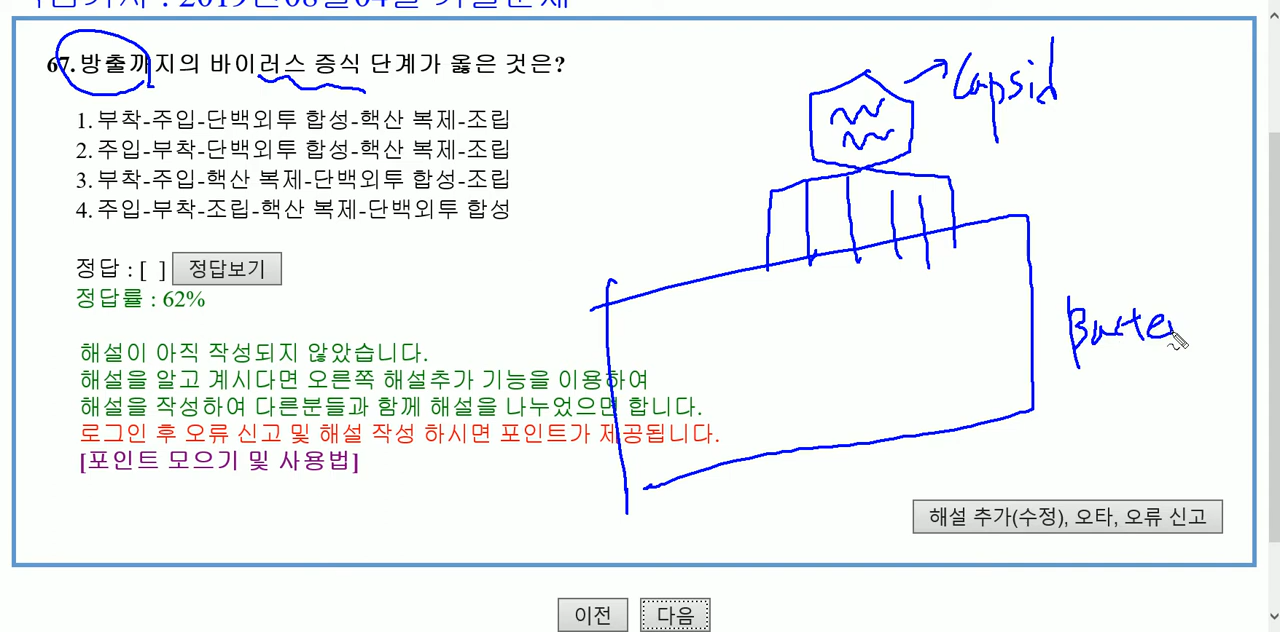 67. 방출까지의 바이러스 증식 단계가 옳은 것은?
1. 부착-주입-단백외투 합성-핵산 복제-조립
2. 주입-부착-단백외투 합성-핵산 복제-조립
3. 부착-주입-핵산 복제-단백외투 합성-조립
4. 주입-부착-조립-핵산 복제-단백외투 합성
정답 : [ ] 정답보기
정답률 : 62%
해설이 아직 작성되지 않았습니다.
해설을 알고 계시다면 오른쪽 해설추가 기능을 이용하여
해설을 작성하여 다른분들과 함께 해설을 나누었으면 합니다.
로그인 후 오류 신고 및 해설 작성 하시면 포인트가 제공됩니다.
[포인트 모으기 및 사용법]
Capsid
Bacte
해설 추가(수정), 오타, 오류 신고
이전 다음